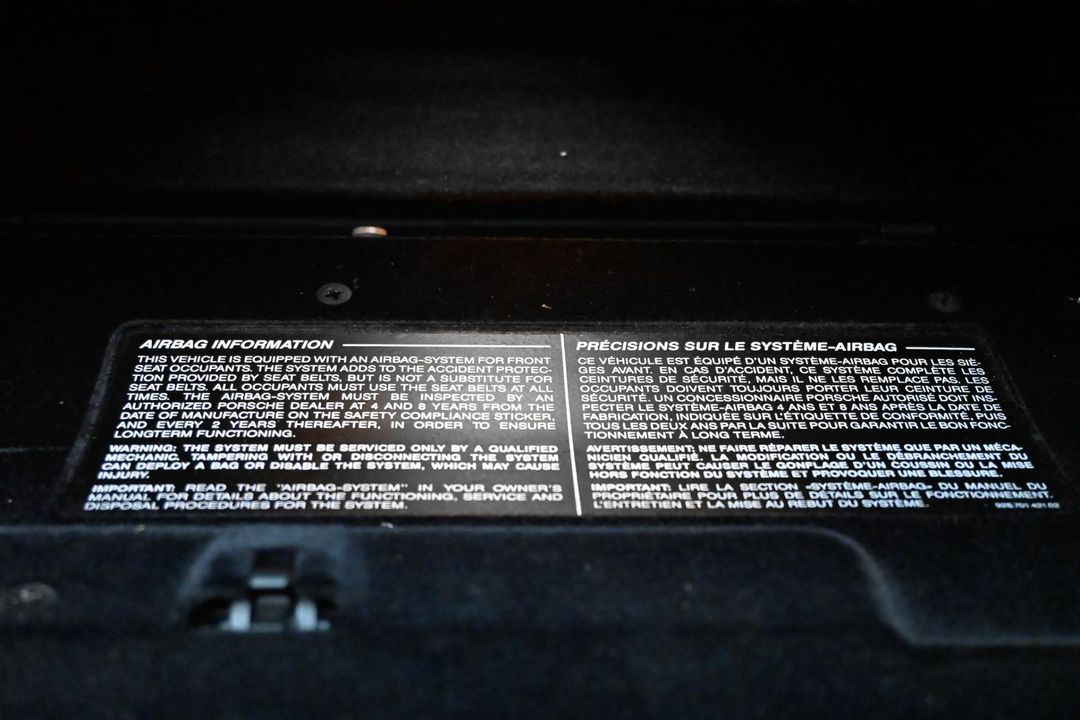 AIRBAG INFORMATION
THIS VEHICLE IS EQUIPPED WITH AN AIRBAG-SYSTEM FOR FRONT
SEAT OCCUPANTS. THE SYSTEM ADDS TO THE ACCIDENT PROTEC-
TION PROVIDED BY SEAT BELTS, BUT IS NOT A SUBSTITUTE FOR
SEAT BELTS. ALL OCCUPANTS MUST USE THE SEAT BELTS AT ALL
TIMES. THE AIRBAG-SYSTEM MUST BE INSPECTED BY AN
AUTHORIZED PORSCHE DEALER AT 4 AND 8 YEARS FROM THE
DATE OF MANUFACTURE ON THE SAFETY COMPLIANCE STICKER,
AND EVERY 2 YEARS THEREAFTER, IN ORDER TO ENSURE
LONGTERM FUNCTIONING.
WARNING: THE SYSTEM MUST BE SERVICED ONLY BY A QUALIFIED
MECHANIC. TAMPERING WITH OR DISCONNECTING THE SYSTEM
CAN DEPLOY A BAG OR DISABLE THE SYSTEM, WHICH MAY CAUSE
INJURY.
IMPORTANT: READ THE "AIRBAG-SYSTEM" IN YOUR OWNER'S
MANUAL FOR DETAILS ABOUT THE FUNCTIONING, SERVICE AND
DISPOSAL PROCEDURES FOR THE SYSTEM.
PRÉCISIONS SUR LE SYSTÈME-AIRBAG
CE VÉHICULE EST ÉQUIPÉ D'UN SYSTÈME-AIRBAG POUR LES SIÈ-
GES AVANT. EN CAS D'ACCIDENT, CE SYSTÈME COMPLÈTE LES
CEINTURES DE SÉCURITÉ, MAIS IL NE LES REMPLACE PAS. LES
OCCUPANTS DOIVENT TOUJOURS PORTER LEUR CEINTURE DE
SÉCURITÉ. UN CONCESSIONNAIRE PORSCHE AUTORISÉ DOIT INS-
PECTER LE SYSTÈME-AIRBAG 4 ANS ET 8 ANS APRÈS LA DATE DE
FABRICATION, INDIQUÉE SUR L'ÉTIQUETTE DE CONFORMITÉ, PUIS
TOUS LES DEUX ANS PAR LA SUITE POUR GARANTIR LE BON FONC-
TIONNEMENT À LONG TERME.
AVERTISSEMENT: NE FAIRE RÉPARER LE SYSTÈME QUE PAR UN MÉCA-
NICIEN QUALIFIÉ. LA MODIFICATION OU LE DÉBRANCHEMENT DU
SYSTÈME PEUT CAUSER LE GONFLAGE D'UN COUSSIN OU LA MISE
HORS FONCTION DU SYSTÈME ET PROVOQUER UNE BLESSURE.
IMPORTANT: LIRE LA SECTION «SYSTÈME-AIRBAG» DU MANUEL DU
PROPRIÉTAIRE POUR PLUS DE DÉTAILS SUR LE FONCTIONNEMENT,
L'ENTRETIEN ET LA MISE AU REBUT DU SYSTÈME.